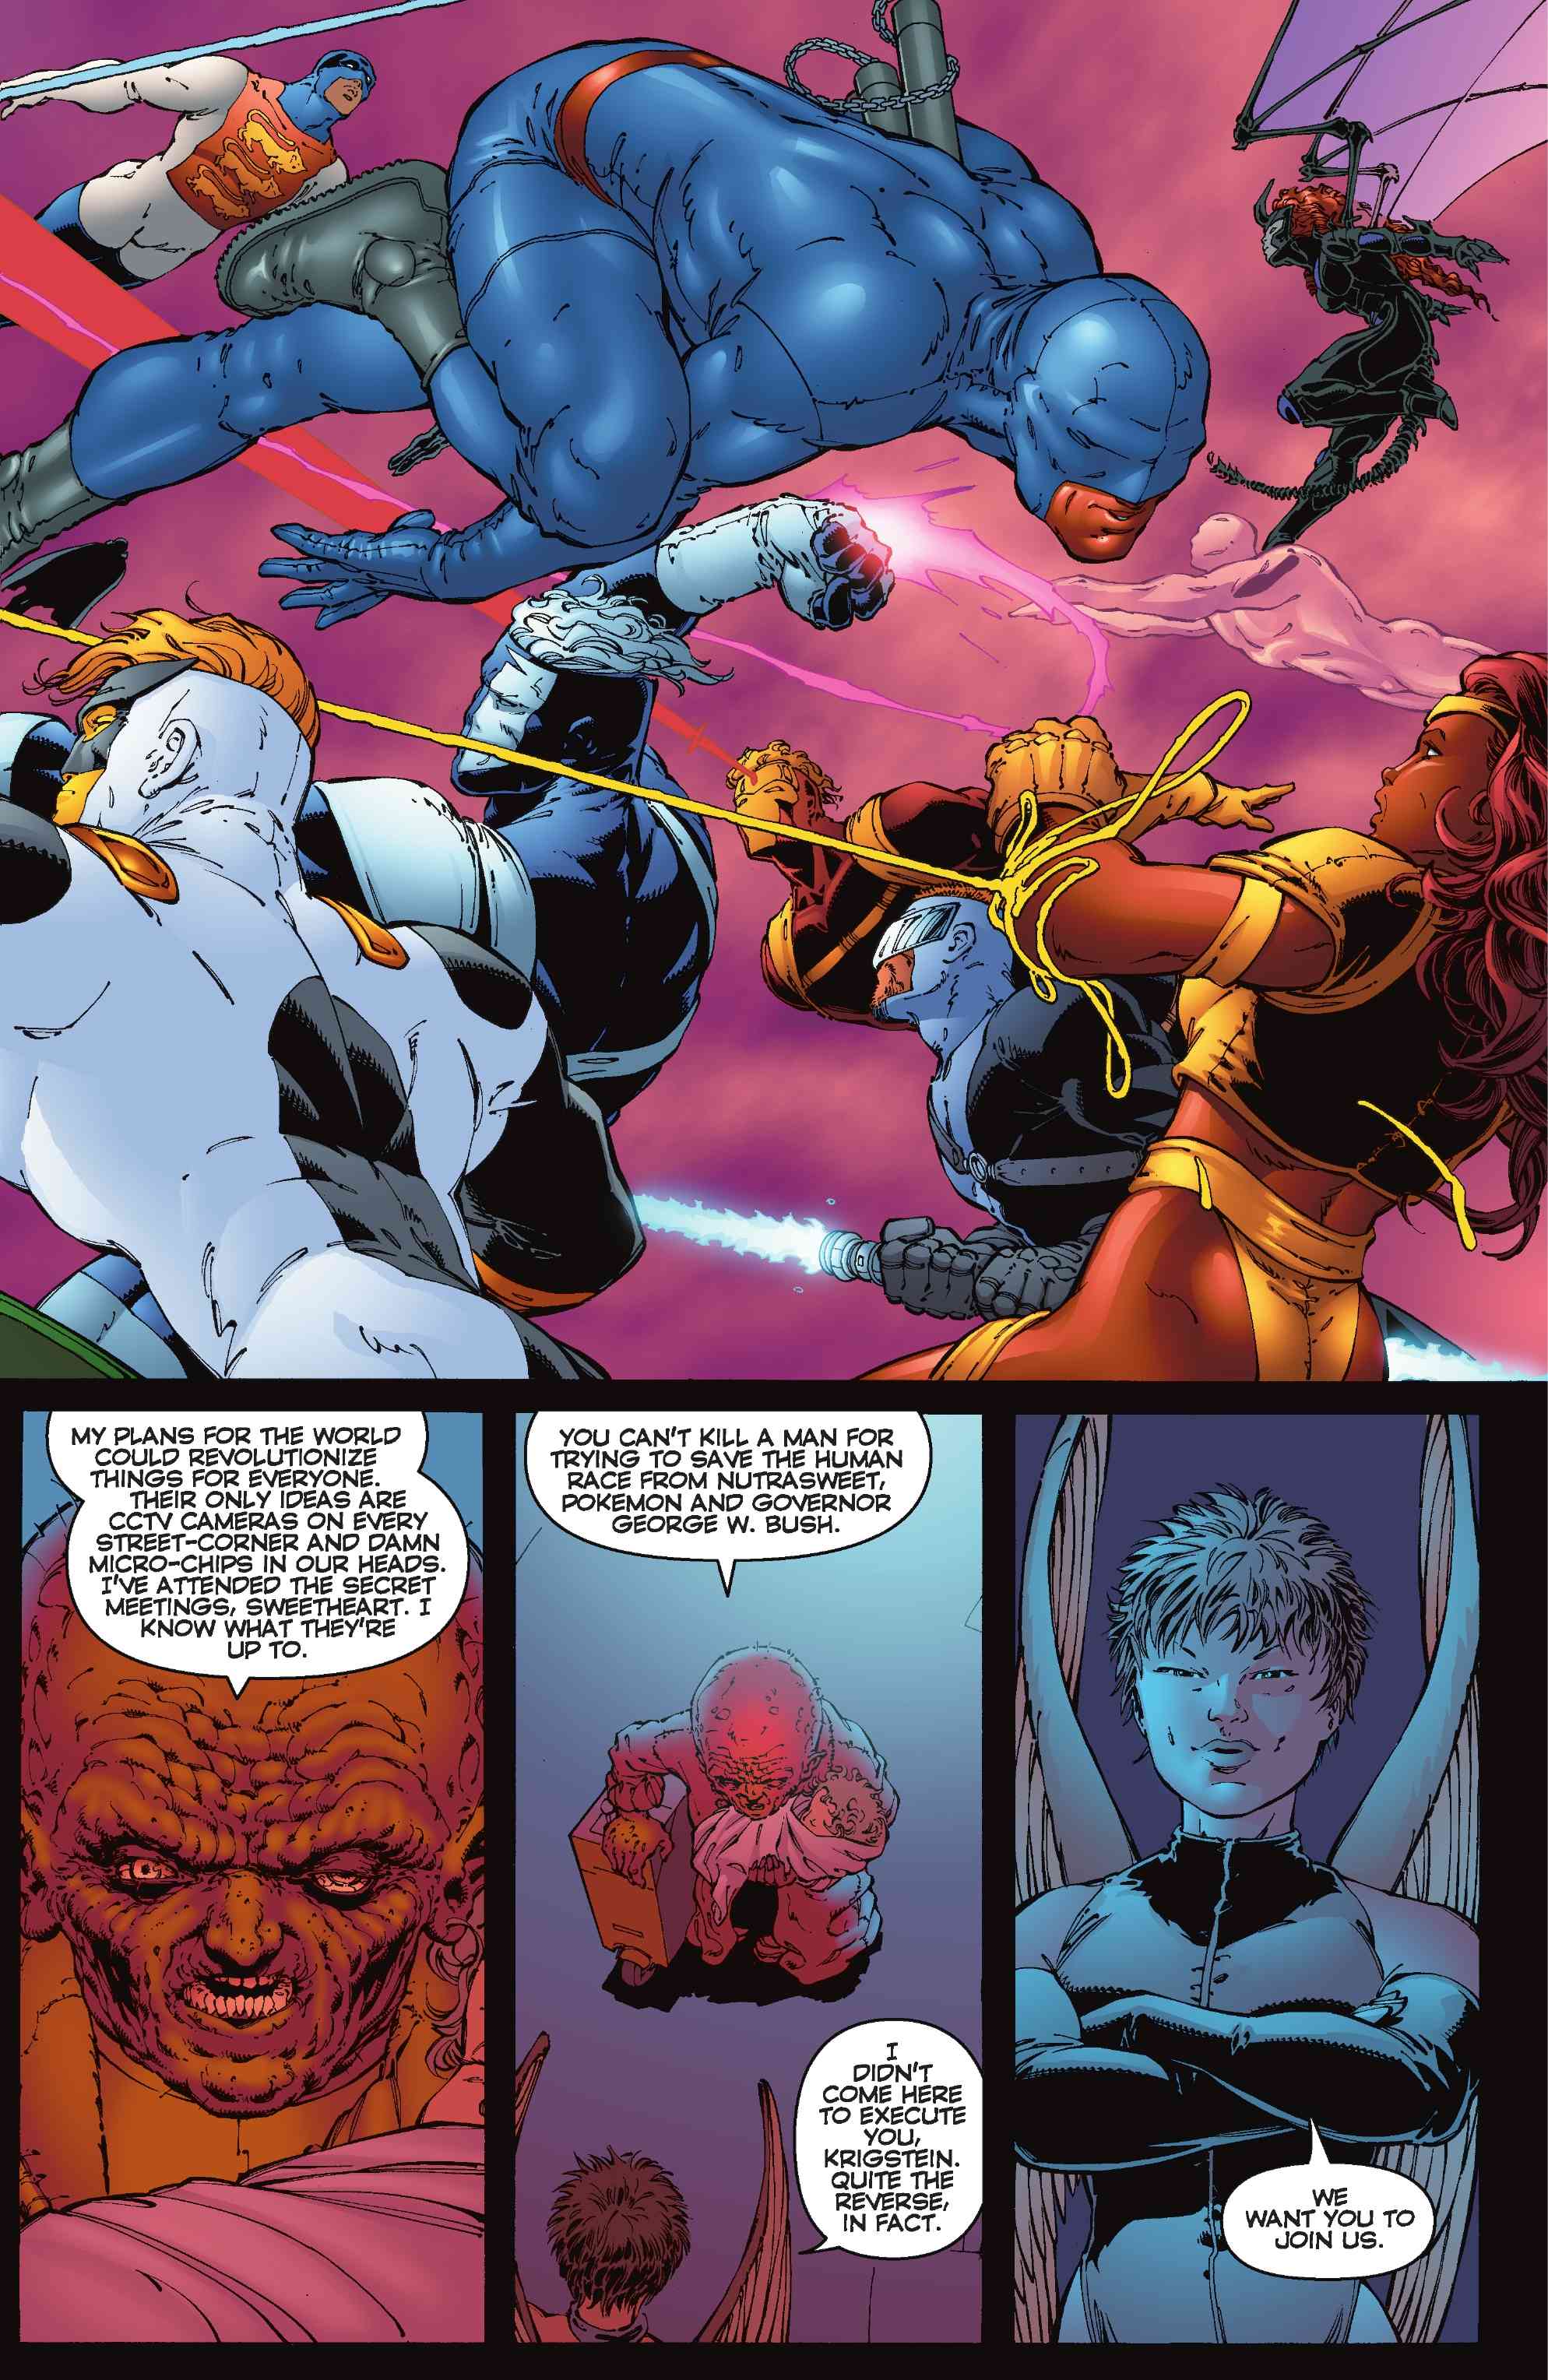 MY PLANS FOR THE WORLD
COULD REVOLUTIONIZE
THINGS FOR EVERYONE.
THEIR ONLY IDEAS ARE
CCTV CAMERAS ON EVERY
STREET-CORNER AND DAMN
MICRO-CHIPS IN OUR HEADS.
I'VE ATTENDED THE SECRET
MEETINGS, SWEETHEART. I
KNOW WHAT THEY'RE
UP TO.
YOU CAN'T KILL A MAN FOR
TRYING TO SAVE THE HUMAN
RACE FROM NUTRASWEET,
POKEMON AND GOVERNOR
GEORGE W. BUSH.
I
DIDN'T
COME HERE
TO EXECUTE
YOU,
KRIGSTEIN.
QUITE THE
REVERSE,
IN FACT.
WE
WANT YOU TO
JOIN US.